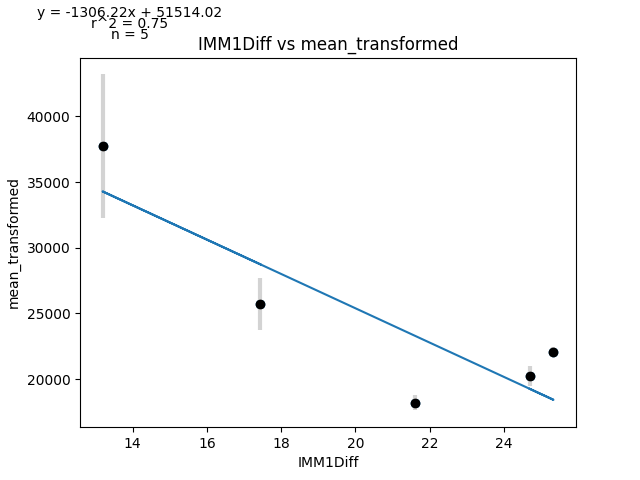 y = -1306.22x + 51514.02
r^2 = 0.75
n = 5
IMM1Diff vs mean_transformed
mean_transformed
40000
35000
30000
25000
20000
14 16 18 20 22 24
IMM1Diff